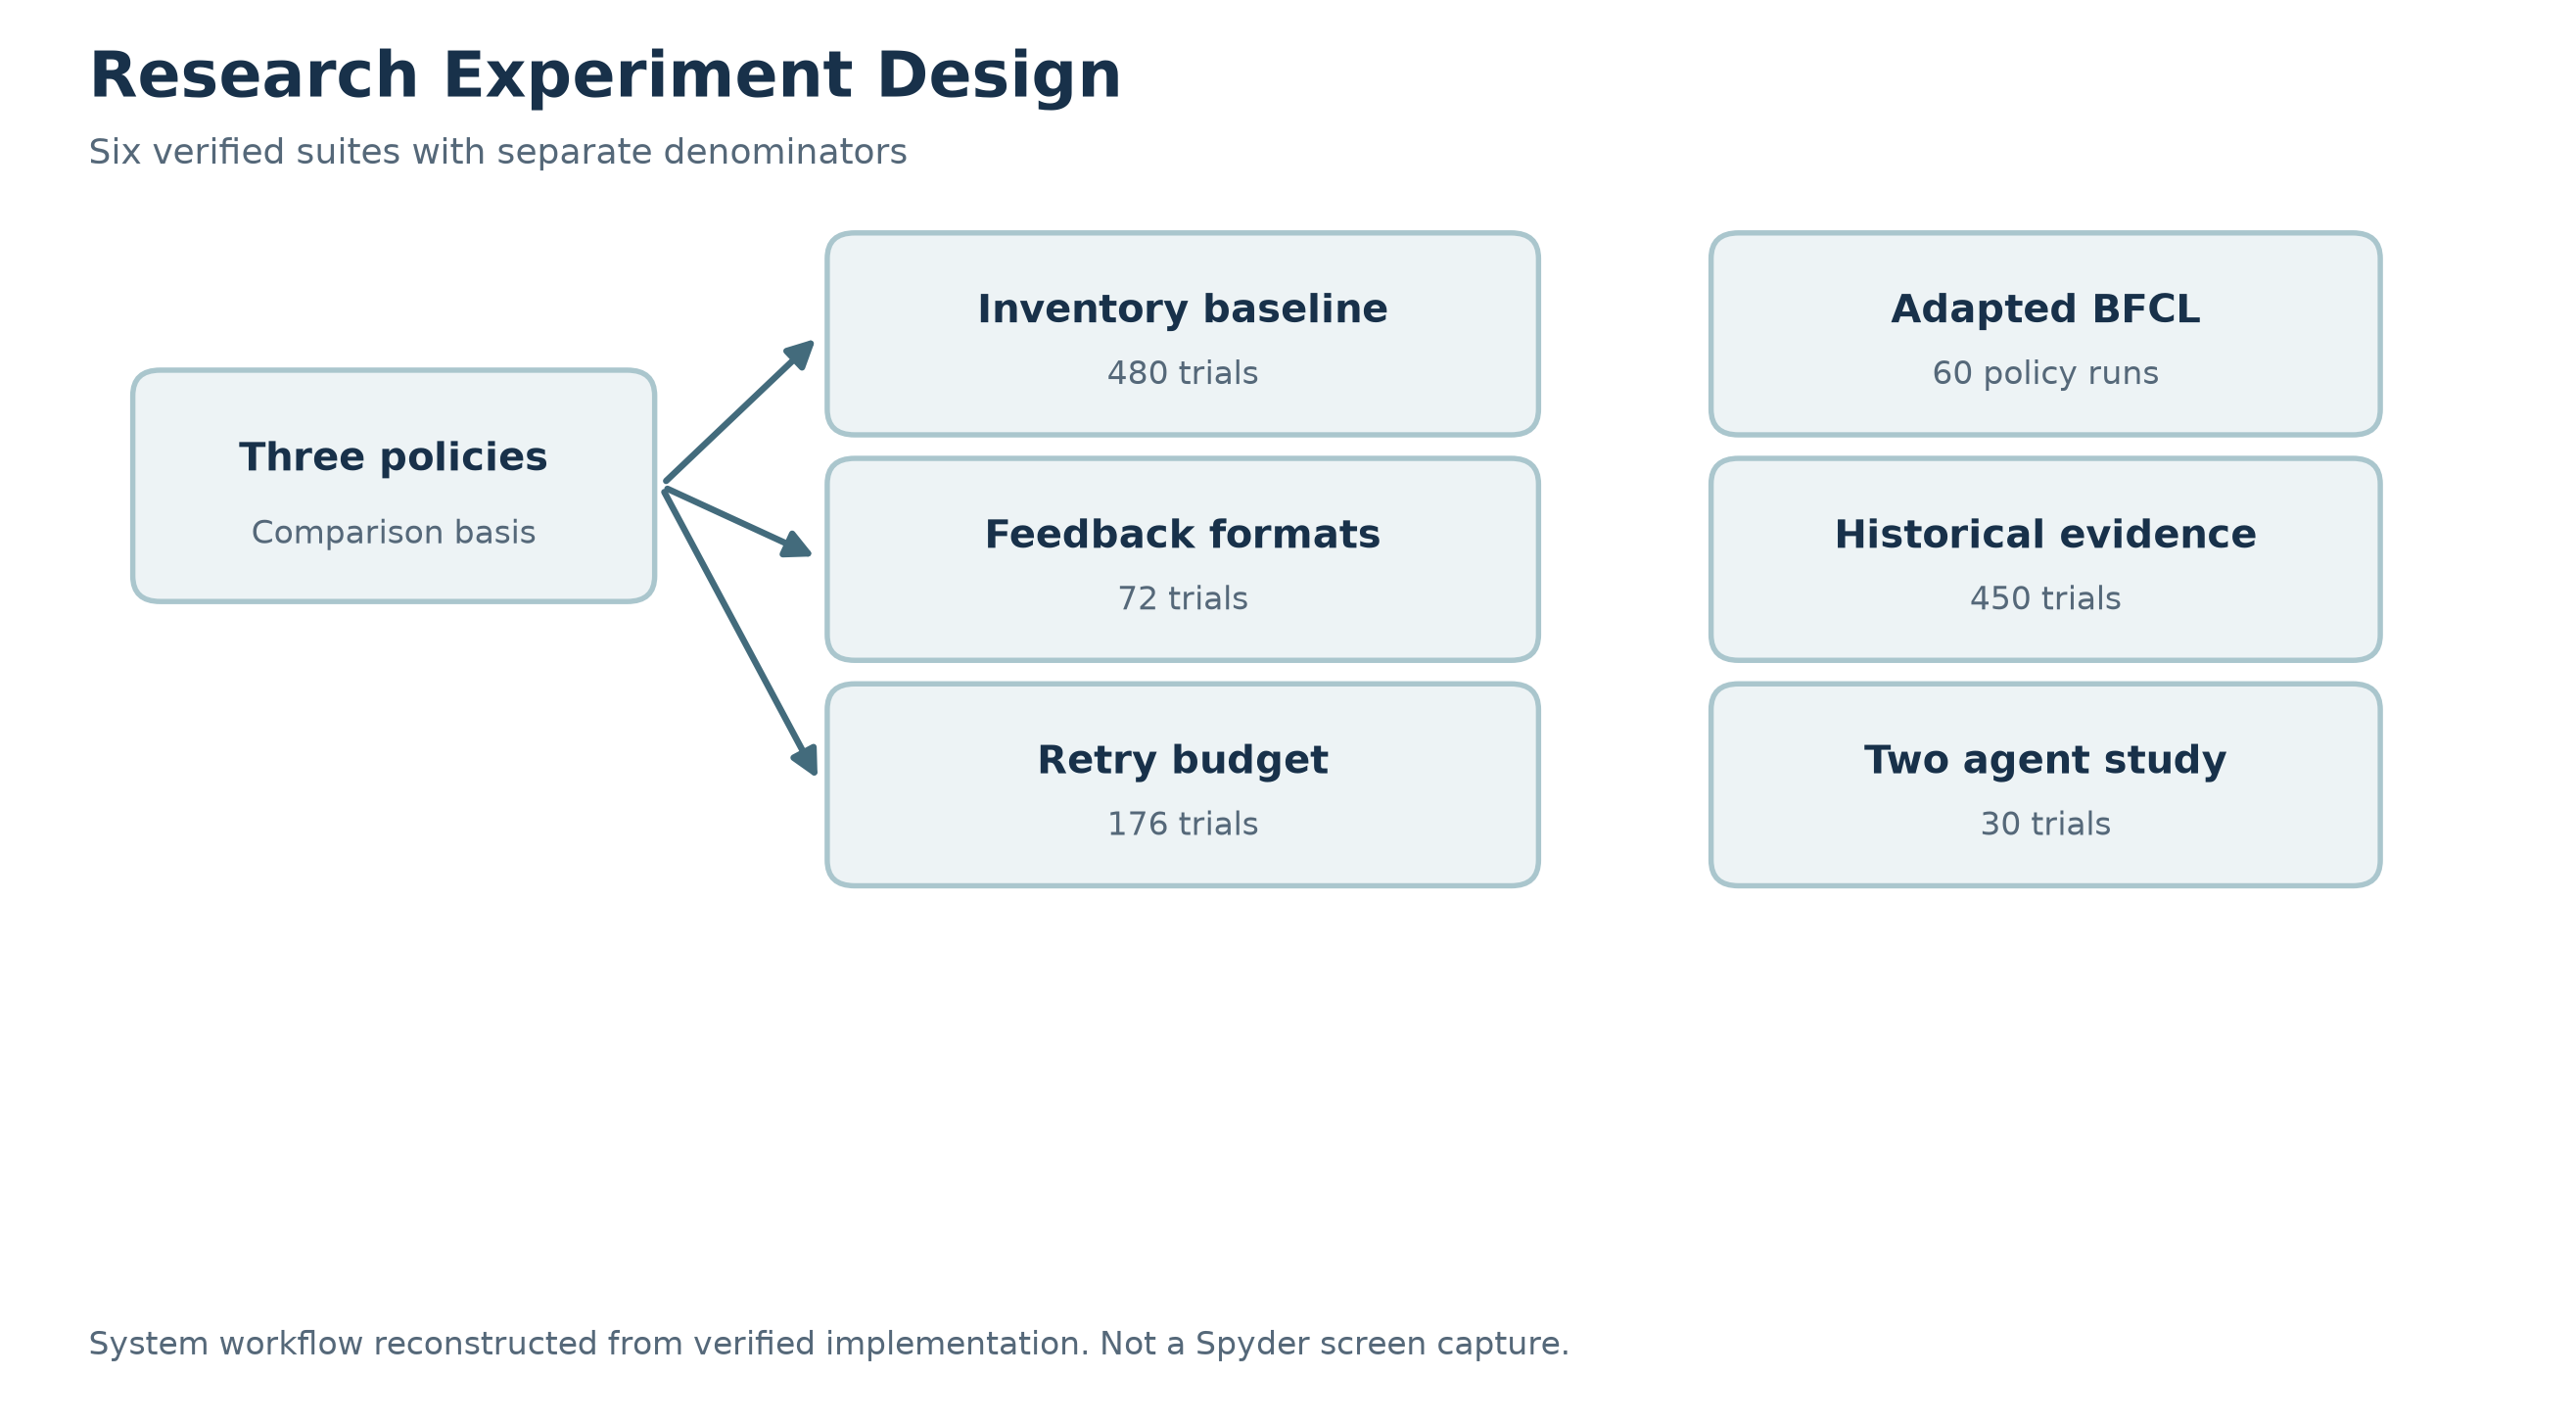 Research Experiment Design
Six verified suites with separate denominators
Three policies
Comparison basis
Inventory baseline
480 trials
Feedback formats
72 trials
Retry budget
176 trials
Adapted BFCL
60 policy runs
Historical evidence
450 trials
Two agent study
30 trials
System workflow reconstructed from verified implementation. Not a Spyder screen capture.